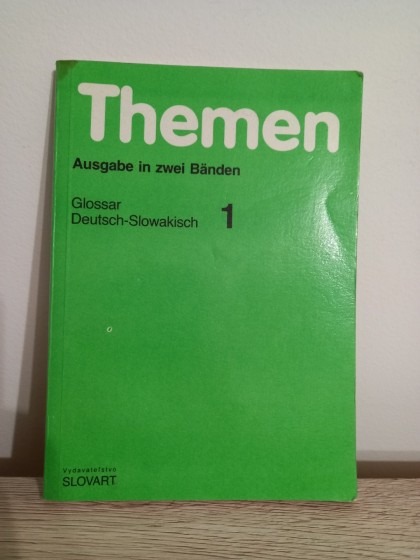 Themen
Ausgabe in zwei Bänden
Glossar
Deutsch-Slowakisch 1
Vydavateľstvo
SLOVART